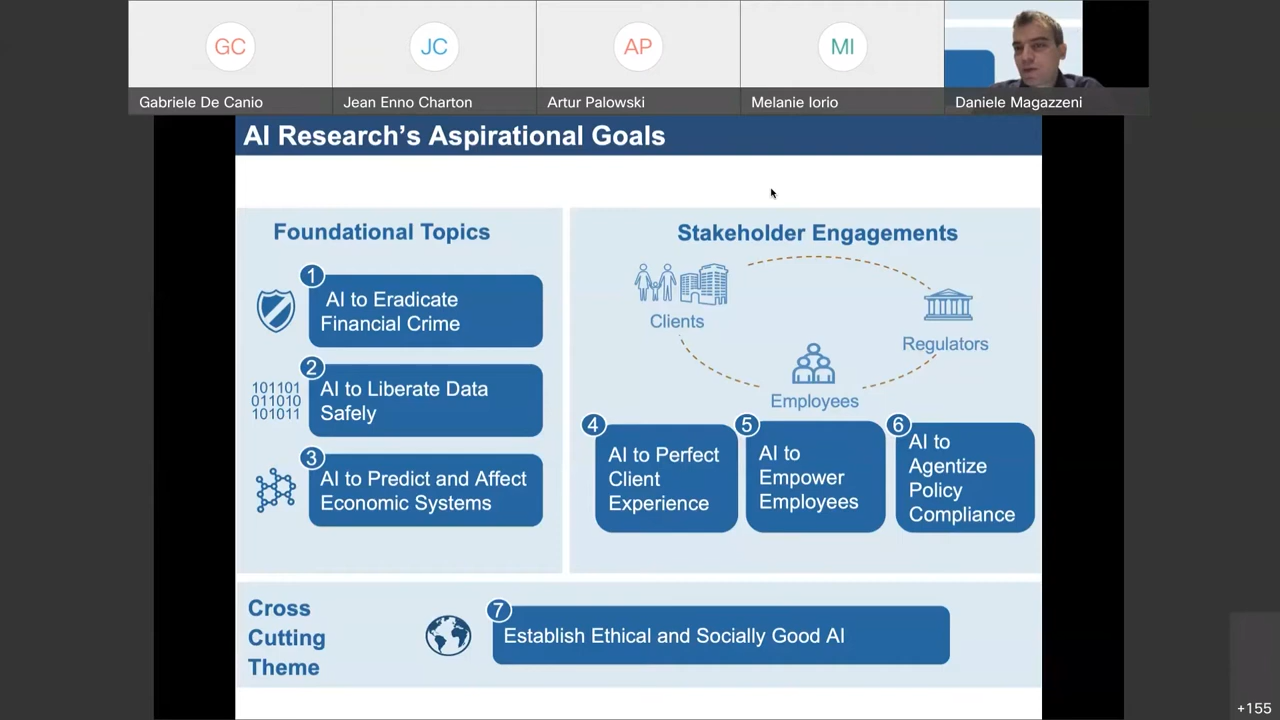 GC
JC
AP
MI
Gabriele De Canio
Jean Enno Charton
Artur Palowski
Melanie Iorio
Daniele Magazzeni
AI Research's Aspirational Goals
Foundational Topics
1
AI to Eradicate
Financial Crime
2
101101
011010
101011
AI to Liberate Data
Safely
3
AI to Predict and Affect
Economic Systems
Stakeholder Engagements
Clients
Regulators
Employees
4
AI to Perfect
Client
Experience
5
AI to
Empower
Employees
6
AI to
Agentize
Policy
Compliance
Cross
Cutting
Theme
7
Establish Ethical and Socially Good AI
+155